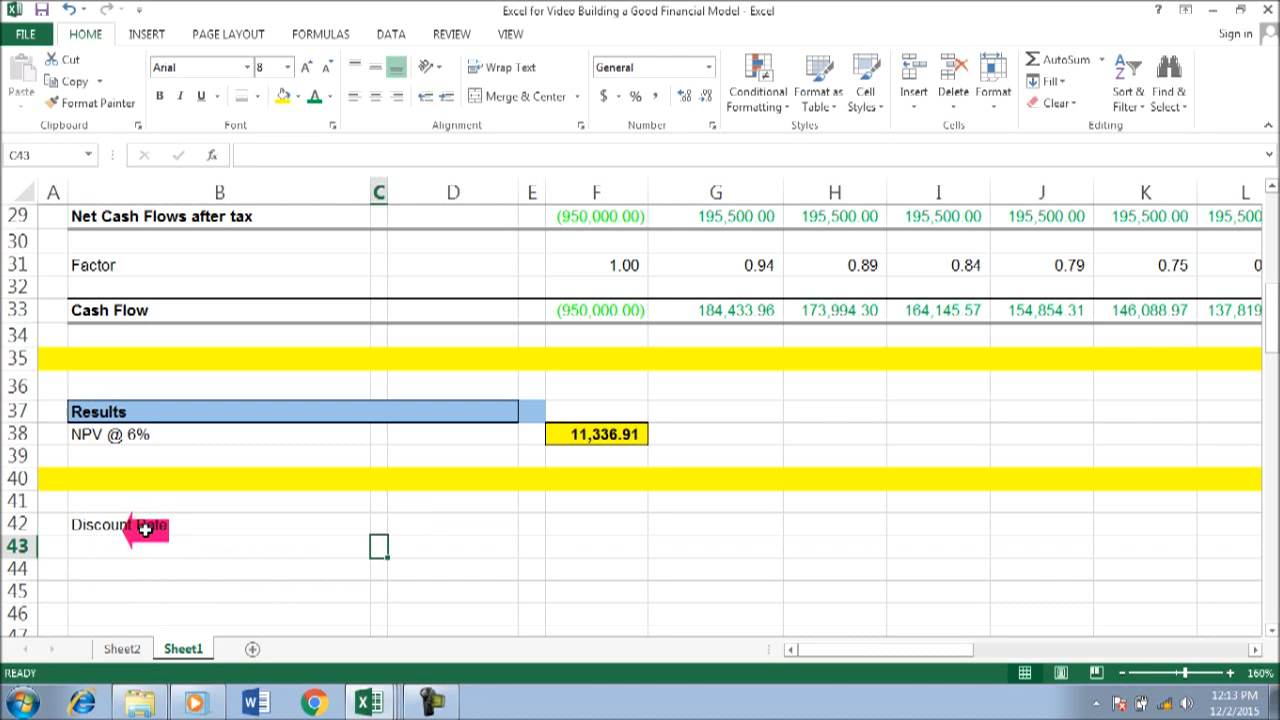 Excel for Video Building a Good Financial Model - Excel
FILE HOME INSERT PAGE LAYOUT FORMULAS DATA REVIEW VIEW Sign in
Paste
Cut
Copy
Format Painter
Clipboard
Arial 8
B I U
Font
Wrap Text
Merge & Center
Alignment
General
$ % ,
Number
Conditional Formatting
Format as Table
Cell Styles
Styles
Insert Delete Format
Cells
AutoSum
Fill
Clear
Sort & Filter
Find & Select
Editing
C43 fx
A B C D E F G H I J K L
29 Net Cash Flows after tax (950,000.00) 195,500.00 195,500.00 195,500.00 195,500.00 195,500.00 195,500
30
31 Factor 1.00 0.94 0.89 0.84 0.79 0.75 0
32
33 Cash Flow (950,000.00) 184,433.96 173,994.30 164,145.57 154,854.31 146,088.97 137,819
34
35
36
37 Results
38 NPV @ 6% 11,336.91
39
40
41
42 Discount Rate
43
44
45
46
47
Sheet2 Sheet1
READY 160%
12:13 PM
12/2/2015